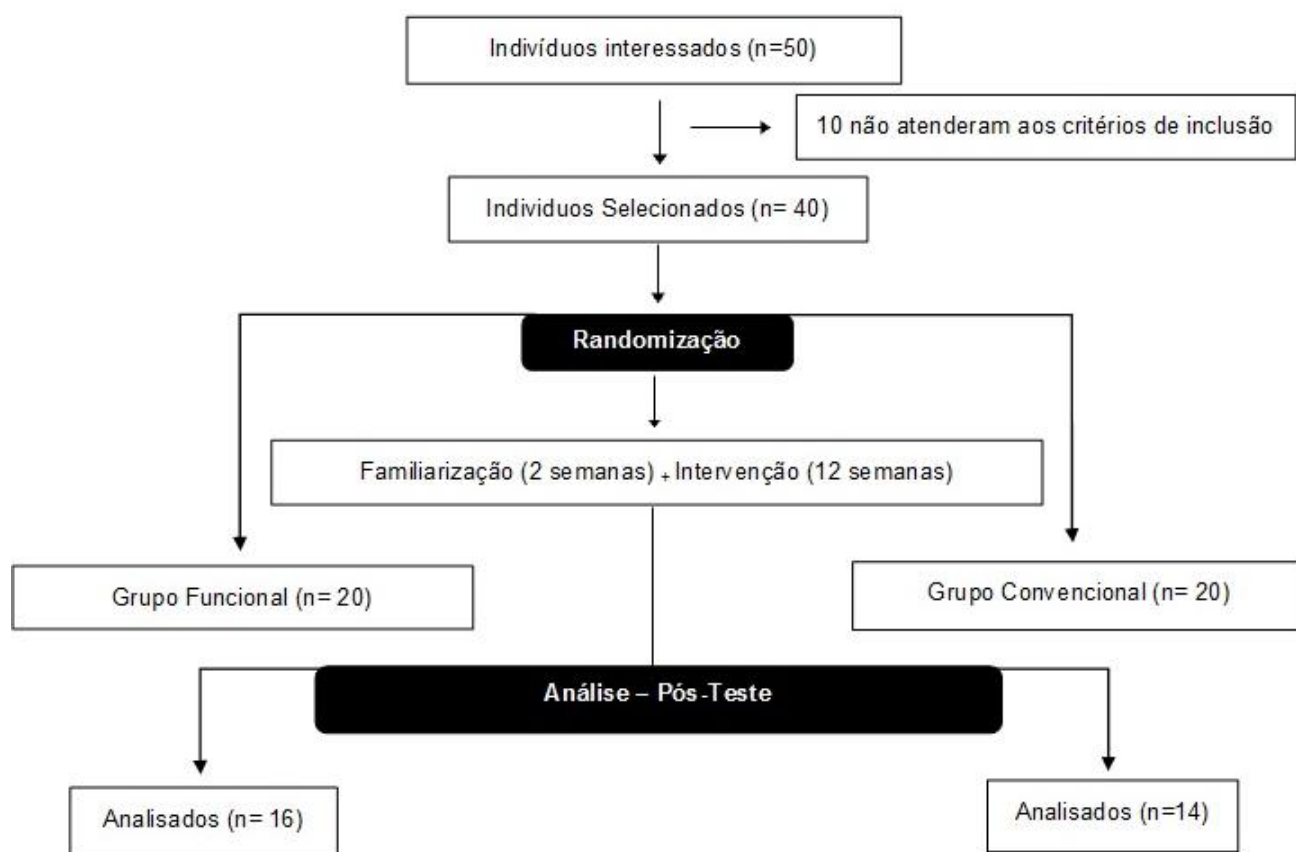 Indivíduos interessados (n=50)
10 não atenderam aos critérios de inclusão
Individuos Selecionados (n= 40)
Randomização
Familiarização (2 semanas) + Intervenção (12 semanas)
Grupo Funcional (n= 20)
Grupo Convencional (n= 20)
Análise – Pós-Teste
Analisados (n= 16)
Analisados (n=14)